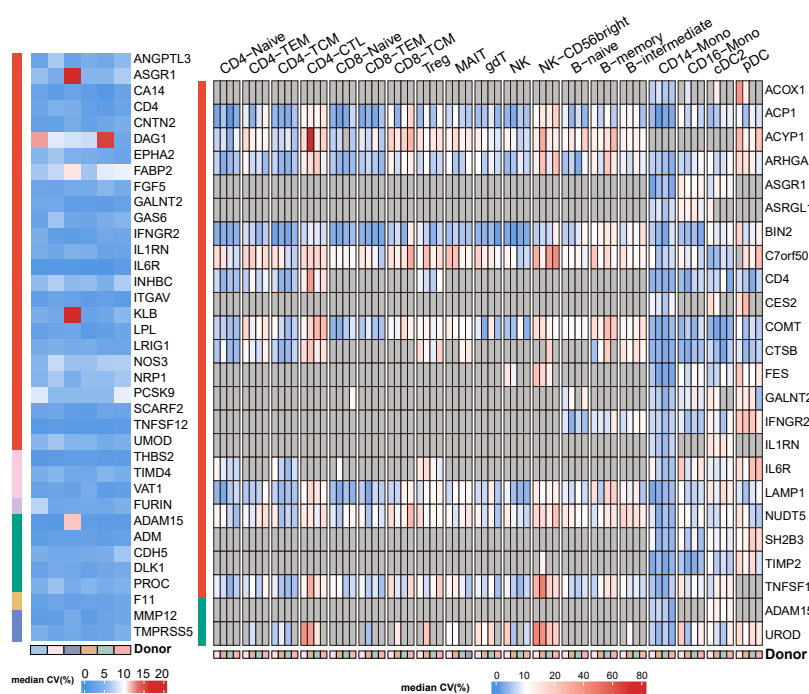 CD4-Naive
CD4-TEM
CD4-TCM
CD4-CTL
CD8-Naive
CD8-TEM
CD8-TCM
Treg
MAIT
gdT
NK
NK-CD56bright
B-naive
B-memory
B-intermediate
CD14-Mono
CD16-Mono
cDC2
pDC
ANGPTL3
ASGR1
CA14
CD4
CNTN2
DAG1
EPHA2
FABP2
FGF5
GALNT2
GAS6
IFNGR2
IL1RN
IL6R
INHBC
ITGAV
KLB
LPL
LRIG1
NOS3
NRP1
PCSK9
SCARF2
TNFSF12
UMOD
THBS2
TIMD4
VAT1
FURIN
ADAM15
ADM
CDH5
DLK1
PROC
F11
MMP12
TMPRSS5
Donor
median CV(%)
0 5 10 15 20
ACOX1
ACP1
ACYP1
ARHGA
ASGR1
ASRGL1
BIN2
C7orf50
CD4
CES2
COMT
CTSB
FES
GALNT2
IFNGR2
IL1RN
IL6R
LAMP1
NUDT5
SH2B3
TIMP2
TNFSF1
ADAM15
UROD
Donor
median CV(%)
0 10 20 40 60 80